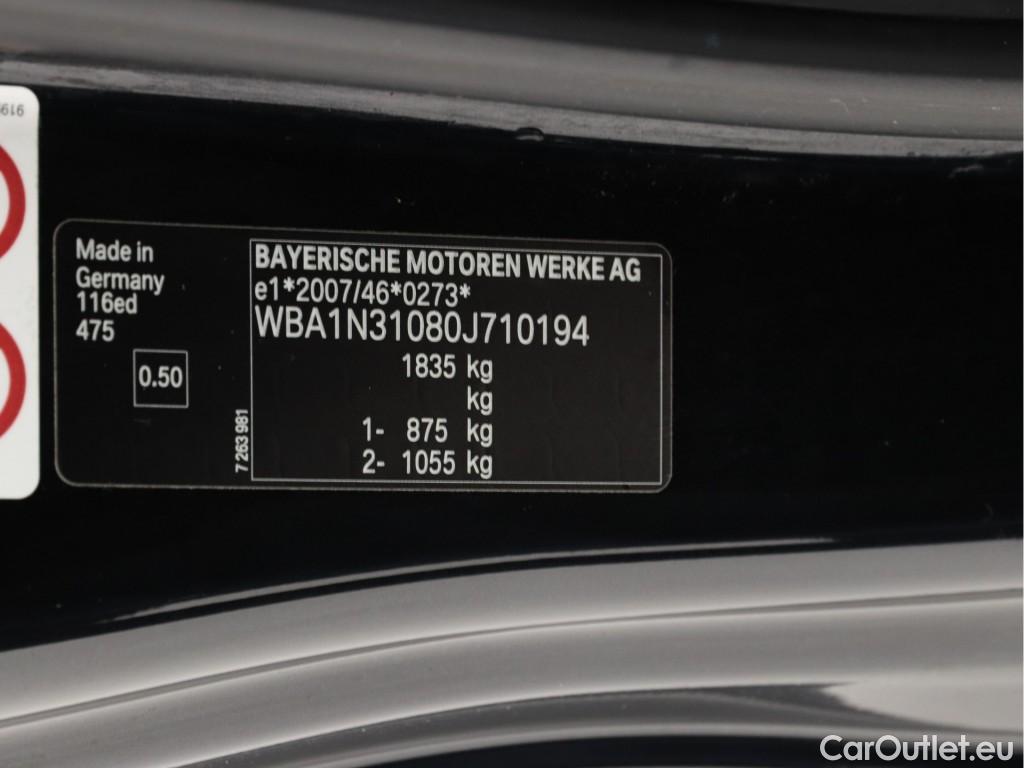 9169
Made in
Germany
116ed
475
0.50
7 263 981
BAYERISCHE MOTOREN WERKE AG
e1*2007/46*0273*
WBA1N31080J710194
1835 kg
kg
1- 875 kg
2- 1055 kg
CarOutlet.eu